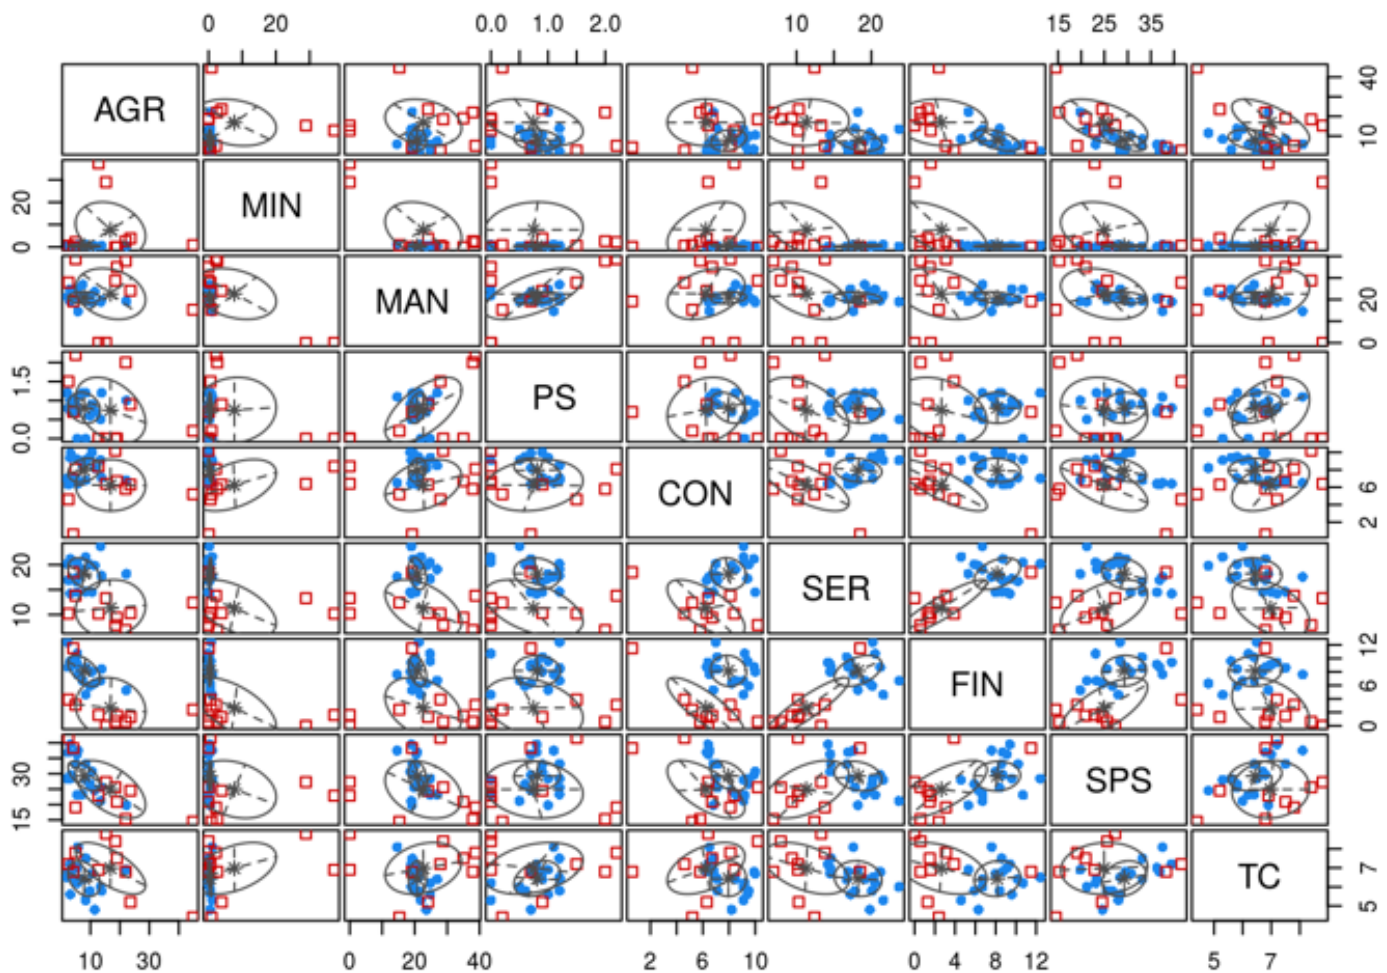 0 20 0.0 1.0 2.0 10 20 15 25 35
AGR 10 40
0 20 MIN
MAN 0 20
0.0 1.5 PS
CON 2 6
10 20 SER
FIN 0 6 12
15 30 SPS
TC 5 7
10 30 0 20 40 2 6 10 0 4 8 12 5 7